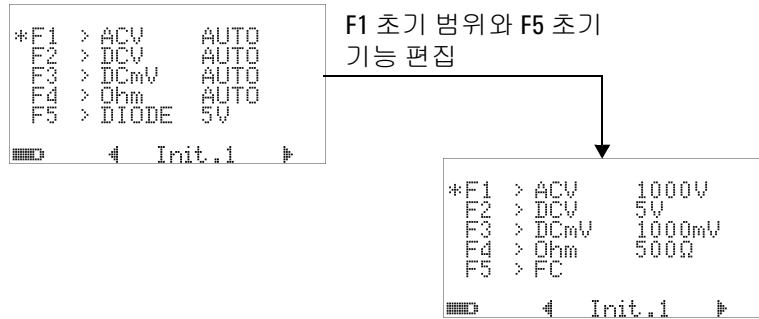 *F1 > ACV AUTO
F2 > DCV AUTO
F3 > DCmV AUTO
F4 > Ohm AUTO
F5 > DIODE 5V
Init.1
F1 초기 범위와 F5 초기
기능 편집
*F1 > ACV 1000V
F2 > DCV 5V
F3 > DCmV 1000mV
F4 > Ohm 500Ω
F5 > FC
Init.1